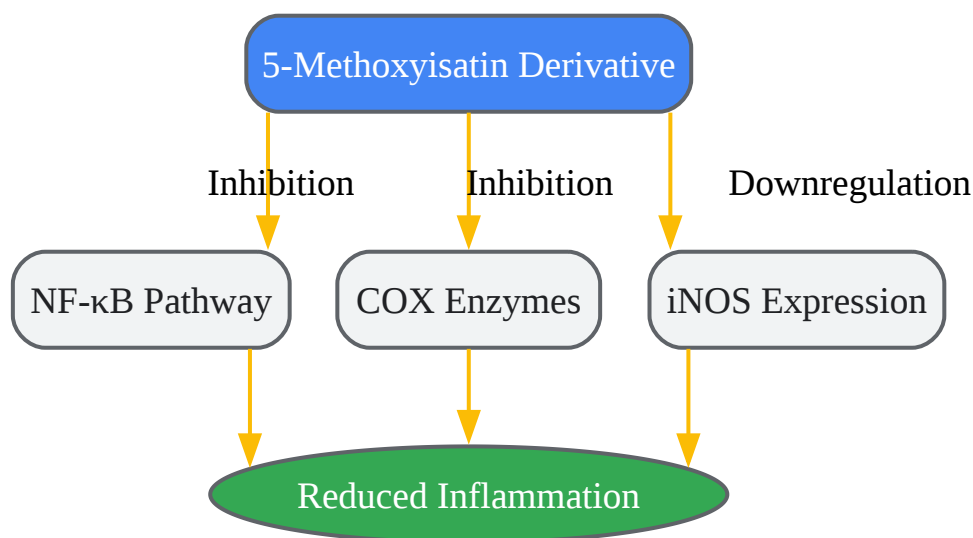 5-Methoxyisatin Derivative
Inhibition
Inhibition
Downregulation
NF-κB Pathway
COX Enzymes
iNOS Expression
Reduced Inflammation